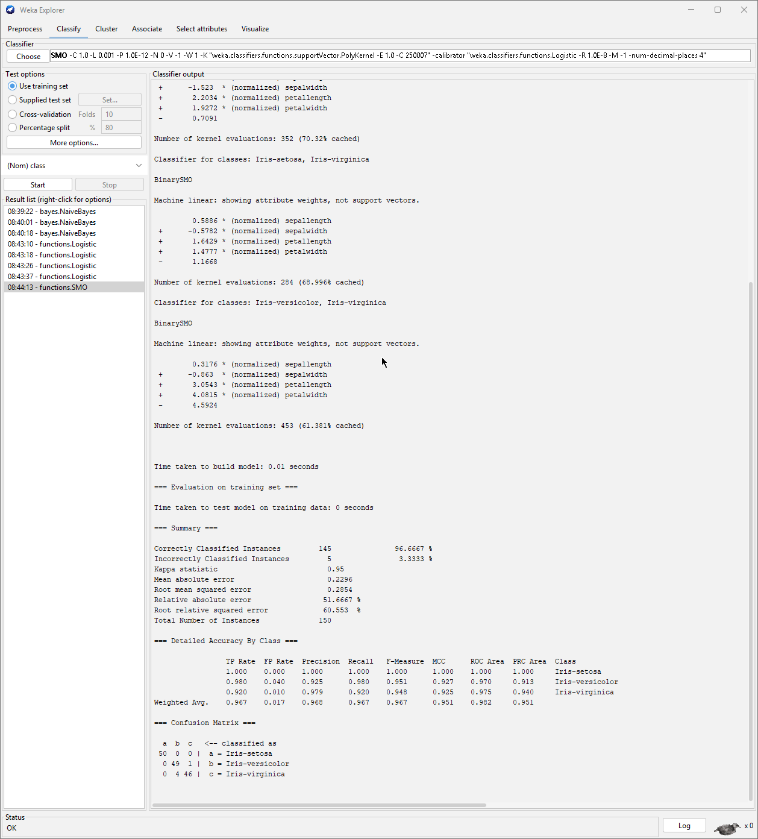 Weka Explorer
Preprocess Classify Cluster Associate Select attributes Visualize
Classifier
Choose SMO -C 1.0 -L 0.001 -P 1.0E-12 -N 0 -V -1 -W 1 -K "weka.classifiers.functions.supportVector.PolyKernel -E 1.0 -C 250007" -calibrator "weka.classifiers.functions.Logistic -R 1.0E-8 -M -1 -num-decimal-places 4"
Test options
Use training set
Supplied test set Set...
Cross-validation Folds 10
Percentage split % 80
More options...
(Nom) class
Start Stop
Result list (right-click for options)
08:39:22 - bayes.NaiveBayes
08:40:01 - bayes.NaiveBayes
08:40:18 - bayes.NaiveBayes
08:43:10 - functions.Logistic
08:43:18 - functions.Logistic
08:43:26 - functions.Logistic
08:43:37 - functions.Logistic
08:44:13 - functions.SMO
Classifier output
+ -1.523 * (normalized) sepalwidth
+ 2.2034 * (normalized) petallength
+ 1.9272 * (normalized) petalwidth
- 0.7091
Number of kernel evaluations: 352 (70.32% cached)
Classifier for classes: Iris-setosa, Iris-virginica
BinarySMO
Machine linear: showing attribute weights, not support vectors.
0.5886 * (normalized) sepallength
+ -0.5782 * (normalized) sepalwidth
+ 1.6429 * (normalized) petallength
+ 1.4777 * (normalized) petalwidth
- 1.1668
Number of kernel evaluations: 284 (68.996% cached)
Classifier for classes: Iris-versicolor, Iris-virginica
BinarySMO
Machine linear: showing attribute weights, not support vectors.
0.3176 * (normalized) sepallength
+ -0.863 * (normalized) sepalwidth
+ 3.0543 * (normalized) petallength
+ 4.0815 * (normalized) petalwidth
- 4.5924
Number of kernel evaluations: 453 (61.381% cached)
Time taken to build model: 0.01 seconds
=== Evaluation on training set ===
Time taken to test model on training data: 0 seconds
=== Summary ===
Correctly Classified Instances 145 96.6667 %
Incorrectly Classified Instances 5 3.3333 %
Kappa statistic 0.95
Mean absolute error 0.2296
Root mean squared error 0.2854
Relative absolute error 51.6667 %
Root relative squared error 60.553 %
Total Number of Instances 150
=== Detailed Accuracy By Class ===
TP Rate FP Rate Precision Recall F-Measure MCC ROC Area PRC Area Class
1.000 0.000 1.000 1.000 1.000 1.000 1.000 1.000 Iris-setosa
0.980 0.040 0.925 0.980 0.951 0.927 0.970 0.913 Iris-versicolor
0.920 0.010 0.979 0.920 0.948 0.925 0.975 0.940 Iris-virginica
Weighted Avg. 0.967 0.017 0.968 0.967 0.967 0.951 0.982 0.951
=== Confusion Matrix ===
a b c <-- classified as
50 0 0 | a = Iris-setosa
0 49 1 | b = Iris-versicolor
0 4 46 | c = Iris-virginica
Status
OK
Log x 0